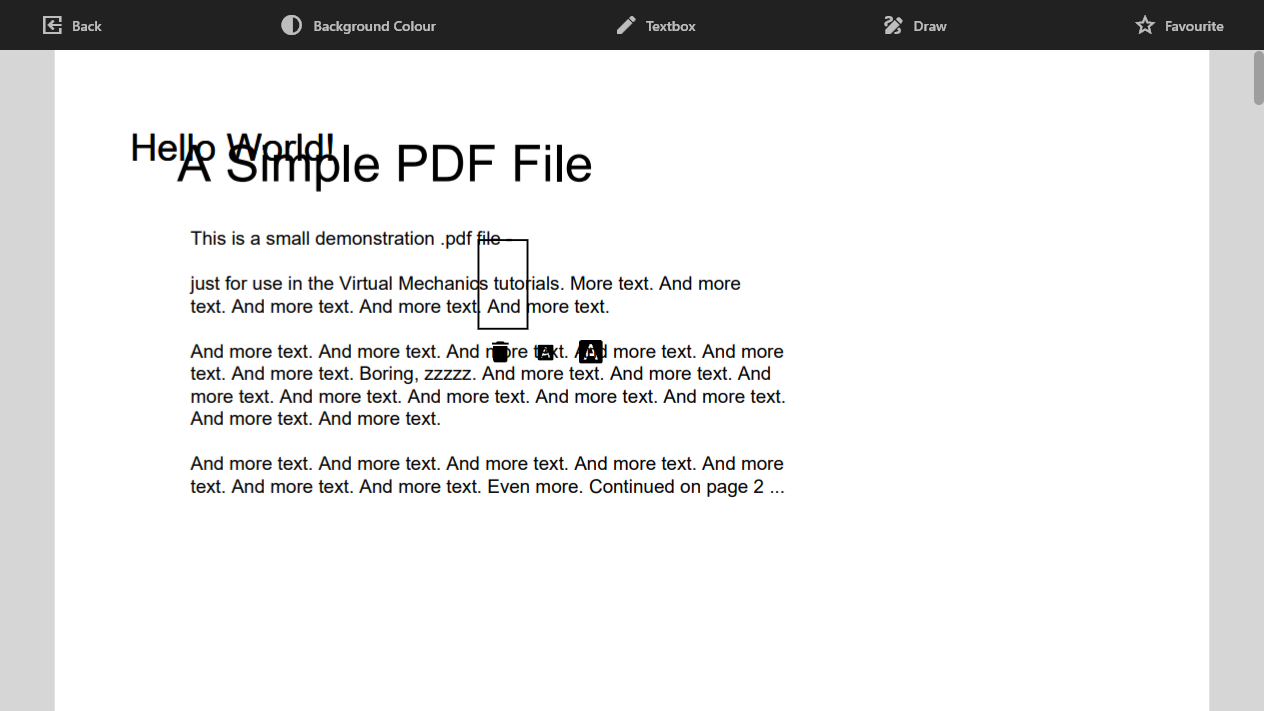 Back
Background Colour
Textbox
Draw
Favourite
Hello World!
A Simple PDF File
This is a small demonstration .pdf file -
just for use in the Virtual Mechanics tutorials. More text. And more
text. And more text. And more text. And more text.
And more text. And more text. And more text. And more text. And more
text. And more text. Boring, zzzzz. And more text. And more text. And
more text. And more text. And more text. And more text. And more text.
And more text. And more text.
And more text. And more text. And more text. And more text. And more
text. And more text. And more text. Even more. Continued on page 2 ...